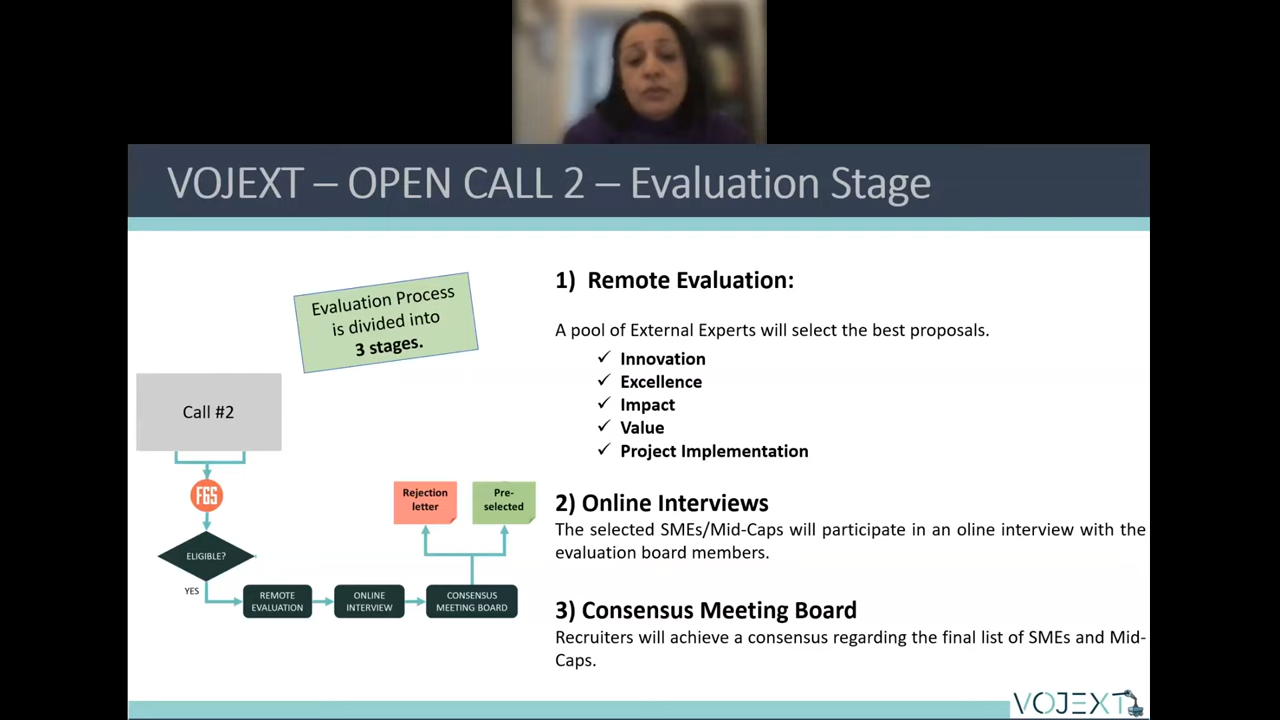 VOJEXT – OPEN CALL 2 – Evaluation Stage
Evaluation Process
is divided into
3 stages.
Call #2
F6S
ELIGIBLE?
YES
REMOTE
EVALUATION
ONLINE
INTERVIEW
CONSENSUS
MEETING BOARD
Rejection
letter
Pre-
selected
1) Remote Evaluation:
A pool of External Experts will select the best proposals.
✓ Innovation
✓ Excellence
✓ Impact
✓ Value
✓ Project Implementation
2) Online Interviews
The selected SMEs/Mid-Caps will participate in an oline interview with the
evaluation board members.
3) Consensus Meeting Board
Recruiters will achieve a consensus regarding the final list of SMEs and Mid-
Caps.
VOJEXT